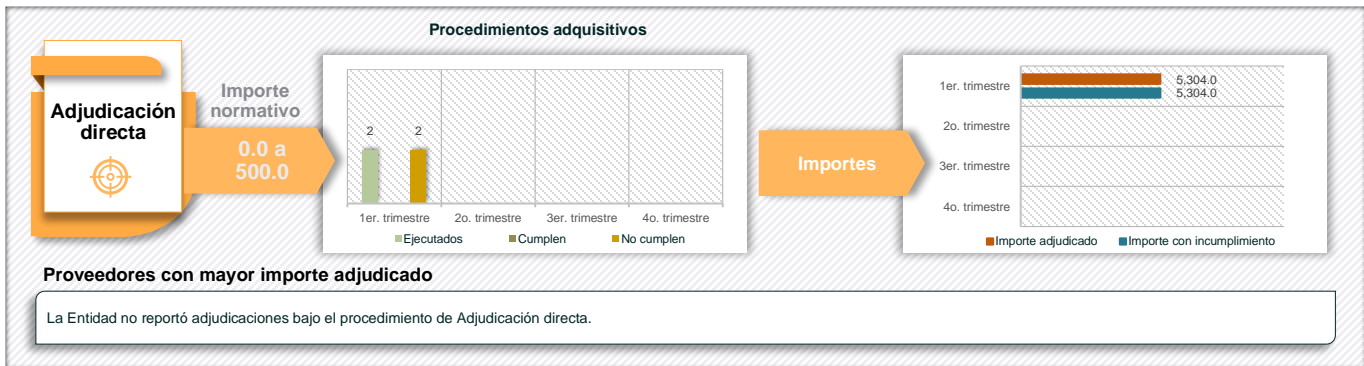 Procedimientos adquisitivos
Adjudicación
directa
Importe
normativo
0.0 a
500.0
2
2
1er. trimestre
2o. trimestre
3er. trimestre
4o. trimestre
Ejecutados
Cumplen
No cumplen
Importes
1er. trimestre
5,304.0
5,304.0
2o. trimestre
3er. trimestre
4o. trimestre
Importe adjudicado
Importe con incumplimiento
Proveedores con mayor importe adjudicado
La Entidad no reportó adjudicaciones bajo el procedimiento de Adjudicación directa.